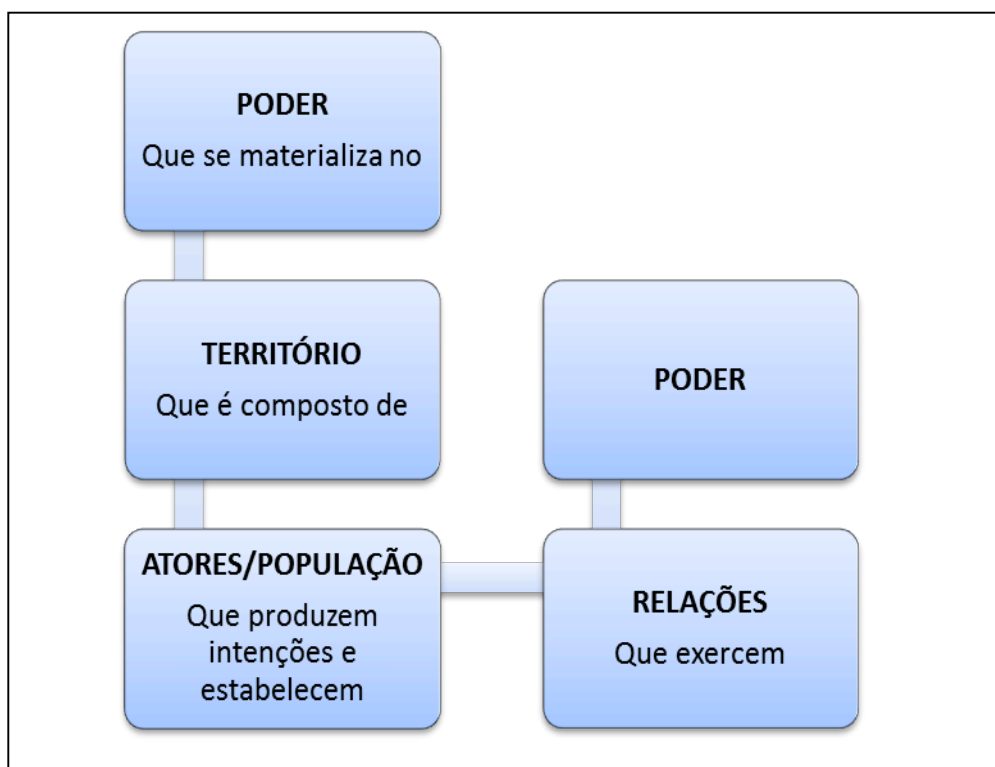 PODER
Que se materializa no
TERRITÓRIO
Que é composto de
ATORES/POPULAÇÃO
Que produzem
intenções e
estabelecem
RELAÇÕES
Que exercem
PODER